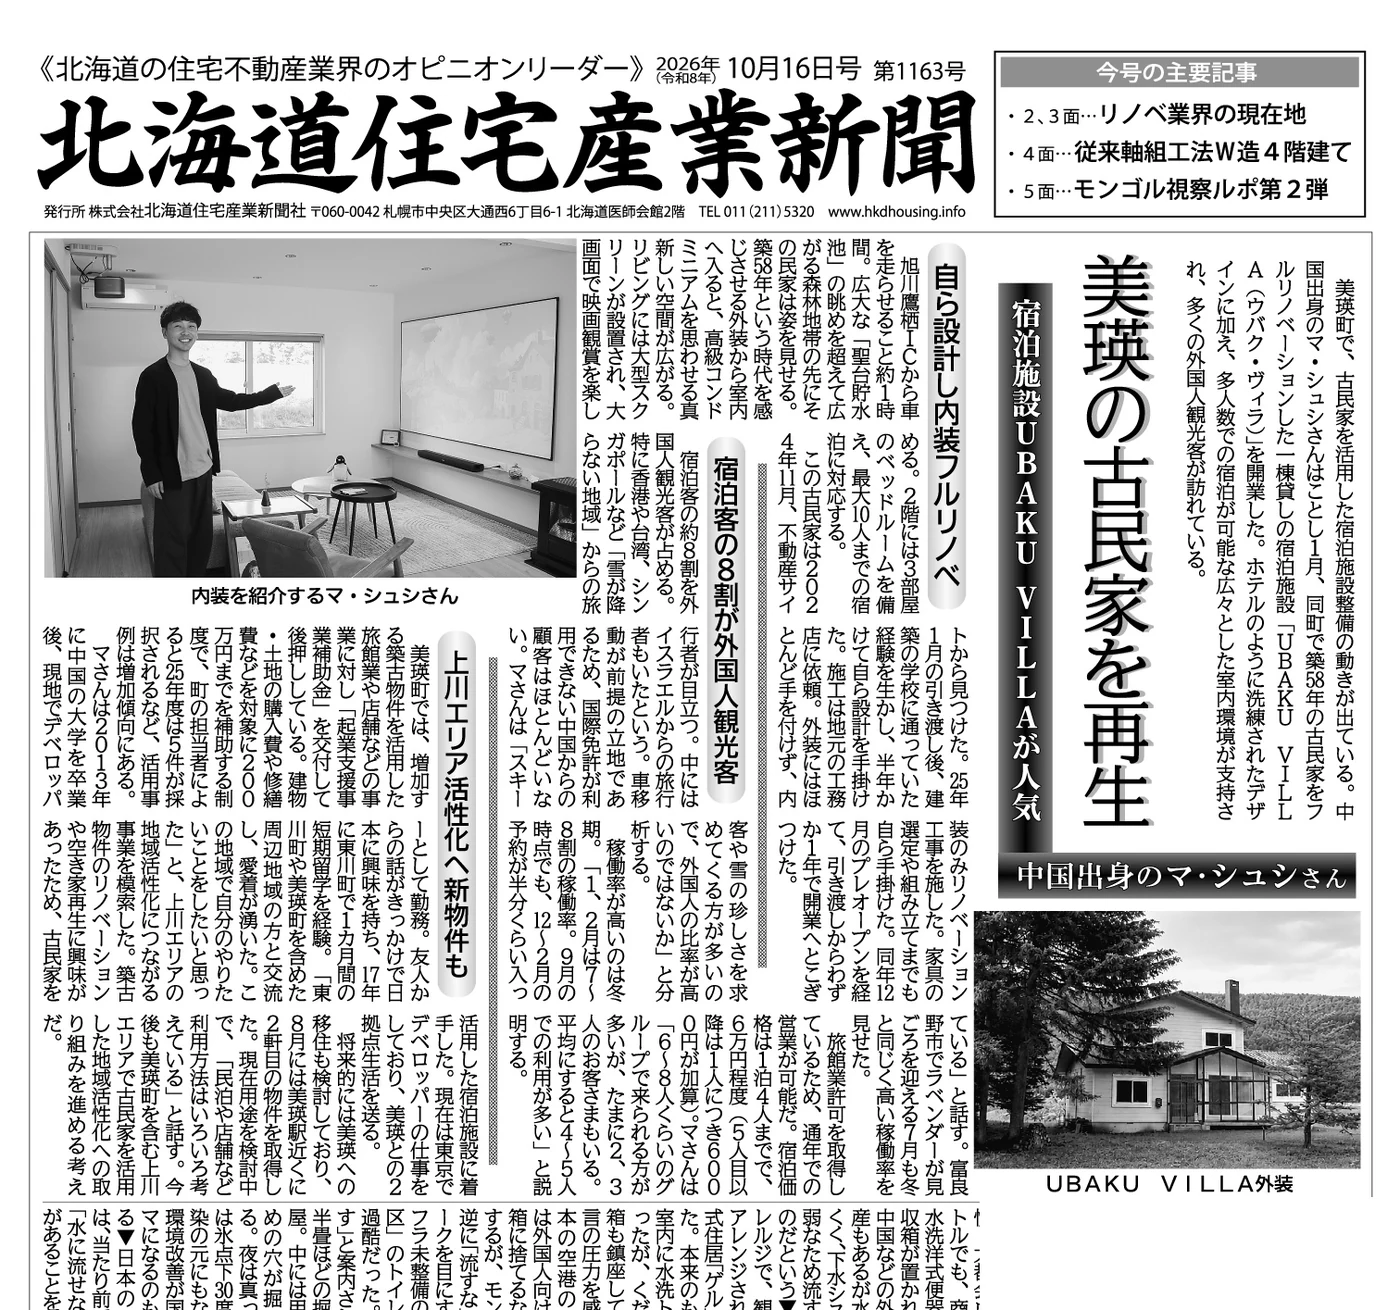 《北海道の住宅不動産業界のオピニオンリーダー》 2026年(令和8年) 10月16日号 第1163号
北海道住宅産業新聞
発行所 株式会社北海道住宅産業新聞社 〒060-0042 札幌市中央区大通西6丁目6-1 北海道医師会館2階 TEL 011(211)5320 www.hkdhousing.info
今号の主要記事
・2、3面…リノベ業界の現在地
・4面…従来軸組工法W造4階建て
・5面…モンゴル視察ルポ第2弾
美瑛町で、古民家を活用した宿泊施設整備の動きが出ている。中
国出身のマ・シュシさんはことし1月、同町で築58年の古民家をフ
ルリノベーションした一棟貸しの宿泊施設「UBAKU VILL
A(ウバク・ヴィラ)」を開業した。ホテルのように洗練されたデザ
インに加え、多人数での宿泊が可能な広々とした室内環境が支持さ
れ、多くの外国人観光客が訪れている。
美瑛の古民家を再生
宿泊施設UBAKU VILLAが人気
中国出身のマ・シュシさん
UBAKU VILLA外装
自ら設計し内装フルリノベ
旭川鷹栖ICから車
を走らせること約1時
間。広大な「聖台貯水
池」の眺めを超えて広
がる森林地帯の先にそ
の民家は姿を見せる。
築58年という時代を感
じさせる外装から室内
へ入ると、高級コンド
ミニアムを思わせる真
新しい空間が広がる。
リビングには大型スク
リーンが設置され、大
画面で映画観賞を楽し
める。2階には3部屋
のベッドルームを備
え、最大10人までの宿
泊に対応する。
この古民家は202
4年11月、不動産サイ
トから見つけた。25年
1月の引き渡し後、建
築の学校に通っていた
経験を生かし、半年か
けて自ら設計を手掛け
た。施工は地元の工務
店に依頼。外装にはほ
とんど手を付けず、内
装のみリノベーション
工事を施した。家具の
選定や組み立てまでも
自ら手掛けた。同年12
月のプレオープンを経
て、引き渡しからわず
か1年で開業へとこぎ
つけた。
宿泊客の8割が外国人観光客
宿泊客の約8割を外
国人観光客が占める。
特に香港や台湾、シン
ガポールなど「雪が降
らない地域」からの旅
行者が目立つ。中には
イスラエルからの旅行
者もいたという。車移
動が前提の立地であ
るため、国際免許が利
用できない中国からの
顧客はほとんどいな
い。マさんは「スキー
客や雪の珍しさを求
めてくる方が多いの
で、外国人の比率が高
いのではないか」と分
析する。
稼働率が高いのは冬
期。「1、2月は7～
8割の稼働率。9月の
時点でも、12～2月の
予約が半分くらい入っ
ている」と話す。富良
野市でラベンダーが見
ごろを迎える7月も冬
と同じく高い稼働率を
見せた。
旅館業許可を取得し
ているため、通年での
営業が可能だ。宿泊価
格は1泊4人までで、
6万円程度(5人目以
降は1人につき600
0円が加算)。マさんは
「6～8人くらいのグ
ループで来られる方が
多いが、たまに2、3
人のお客さまもいる。
平均にすると4～5人
での利用が多い」と説
明する。
内装を紹介するマ・シュシさん
上川エリア活性化へ新物件も
美瑛町では、増加す
る築古物件を活用した
旅館業や店舗などの事
業に対し「起業支援事
業補助金」を交付して
後押ししている。建物
・土地の購入費や修繕
費などを対象に200
万円までを補助する制
度で、町の担当者によ
ると25年度は5件が採
択されるなど、活用事
例は増加傾向にある。
マさんは2013年
に中国の大学を卒業
後、現地でデベロッパ
ーとして勤務。友人か
らの話がきっかけで日
本に興味を持ち、17年
に東川町で1カ月間の
短期留学を経験。「東
川町や美瑛町を含めた
周辺地域の方と交流
し、愛着が湧いた。こ
の地域で自分のやりた
いことをしたいと思っ
た」と、上川エリアの
地域活性化につながる
事業を模索した。築古
物件のリノベーション
や空き家再生に興味が
あったため、古民家を
活用した宿泊施設に着
手した。現在は東京で
デベロッパーの仕事を
しており、美瑛との2
拠点生活を送る。
将来的には美瑛への
移住も検討しており、
8月には美瑛駅近くに
2軒目の物件を取得し
た。現在用途を検討中
で、「民泊や店舗など
利用方法はいろいろ考
えている」と話す。今
後も美瑛町を含む上川
エリアで古民家を活用
した地域活性化への取
り組みを進める考え
だ。